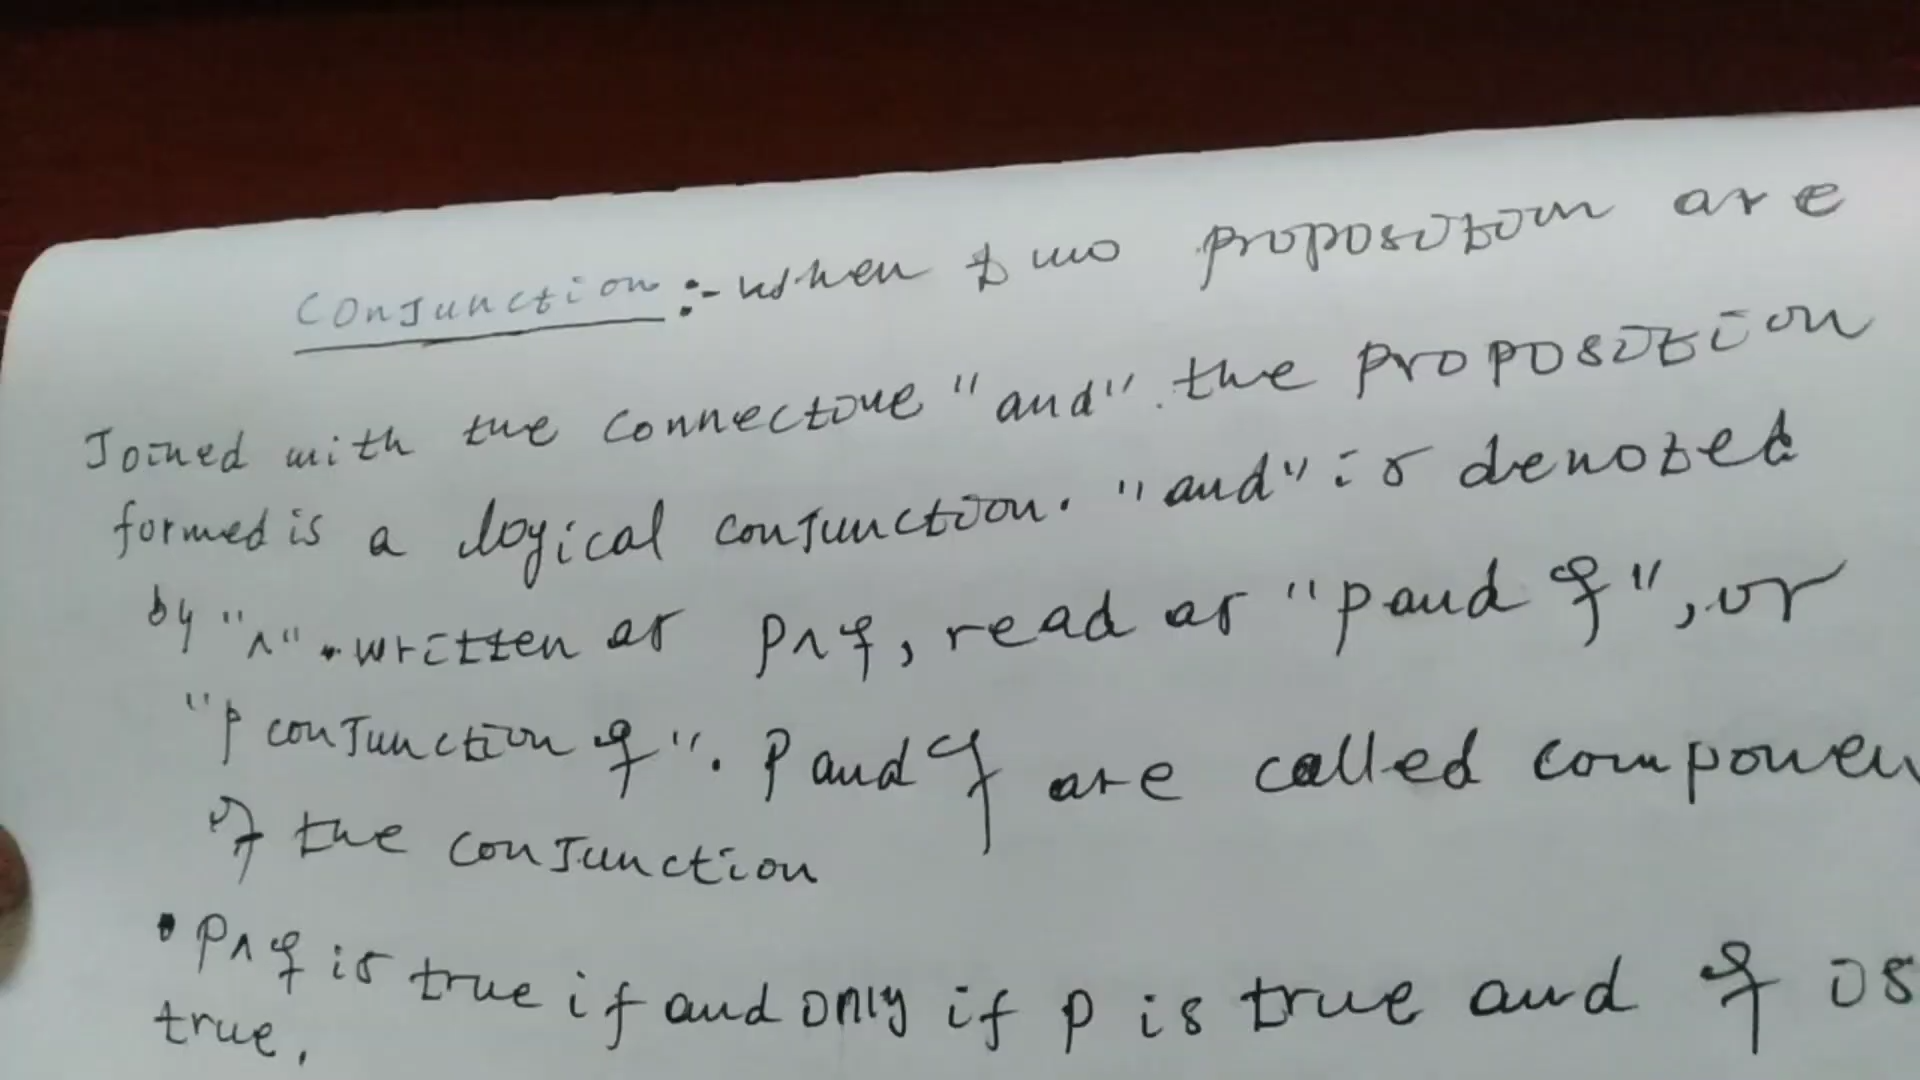 Conjunction :- when two proposition are
Joined with the connective "and". the proposition
formed is a logical conjunction. "and" is denoted
by "∧". written as p∧q, read as "p and q", or
"p conjunction q". P and q are called componen
of the conjunction
• p∧q is true if and only if p is true and q is
true.